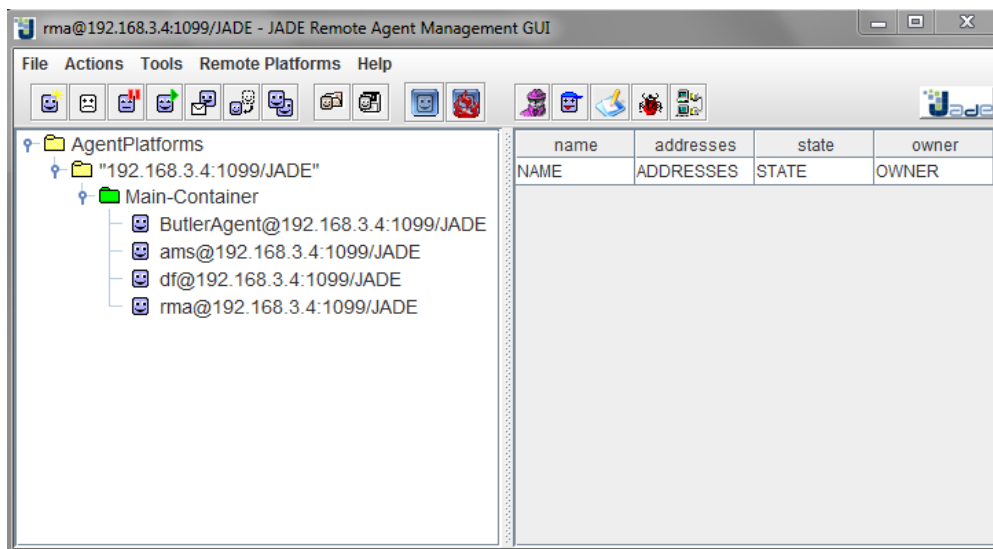 rma@192.168.3.4:1099/JADE - JADE Remote Agent Management GUI
File Actions Tools Remote Platforms Help
Jade
AgentPlatforms
"192.168.3.4:1099/JADE"
Main-Container
ButlerAgent@192.168.3.4:1099/JADE
ams@192.168.3.4:1099/JADE
df@192.168.3.4:1099/JADE
rma@192.168.3.4:1099/JADE
name addresses state owner
NAME ADDRESSES STATE OWNER